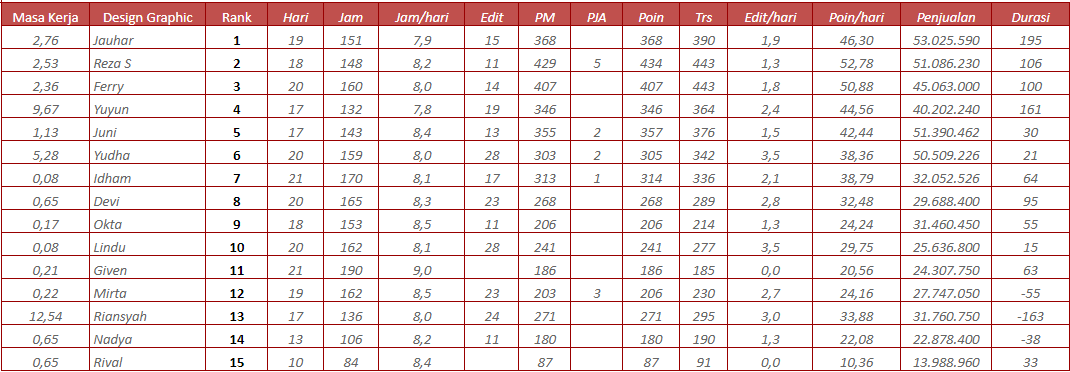 Masa Kerja Design Graphic Rank Hari Jam Jam/hari Edit PM PJA Poin Trs Edit/hari Poin/hari Penjualan Durasi
2,76 Jauhar 1 19 151 7,9 15 368 368 390 1,9 46,30 53.025.590 195
2,53 Reza S 2 18 148 8,2 11 429 5 434 443 1,3 52,78 51.086.230 106
2,36 Ferry 3 20 160 8,0 14 407 407 443 1,8 50,88 45.063.000 100
9,67 Yuyun 4 17 132 7,8 19 346 346 364 2,4 44,56 40.202.240 161
1,13 Juni 5 17 143 8,4 13 355 2 357 376 1,5 42,44 51.390.462 30
5,28 Yudha 6 20 159 8,0 28 303 2 305 342 3,5 38,36 50.509.226 21
0,08 Idham 7 21 170 8,1 17 313 1 314 336 2,1 38,79 32.052.526 64
0,65 Devi 8 20 165 8,3 23 268 268 289 2,8 32,48 29.688.400 95
0,17 Okta 9 18 153 8,5 11 206 206 214 1,3 24,24 31.460.450 55
0,08 Lindu 10 20 162 8,1 28 241 241 277 3,5 29,75 25.636.800 15
0,21 Given 11 21 190 9,0 186 186 185 0,0 20,56 24.307.750 63
0,22 Mirta 12 19 162 8,5 23 203 3 206 230 2,7 24,16 27.747.050 -55
12,54 Riansyah 13 17 136 8,0 24 271 271 295 3,0 33,88 31.760.750 -163
0,65 Nadya 14 13 106 8,2 11 180 180 190 1,3 22,08 22.878.400 -38
0,65 Rival 15 10 84 8,4 87 87 91 0,0 10,36 13.988.960 33